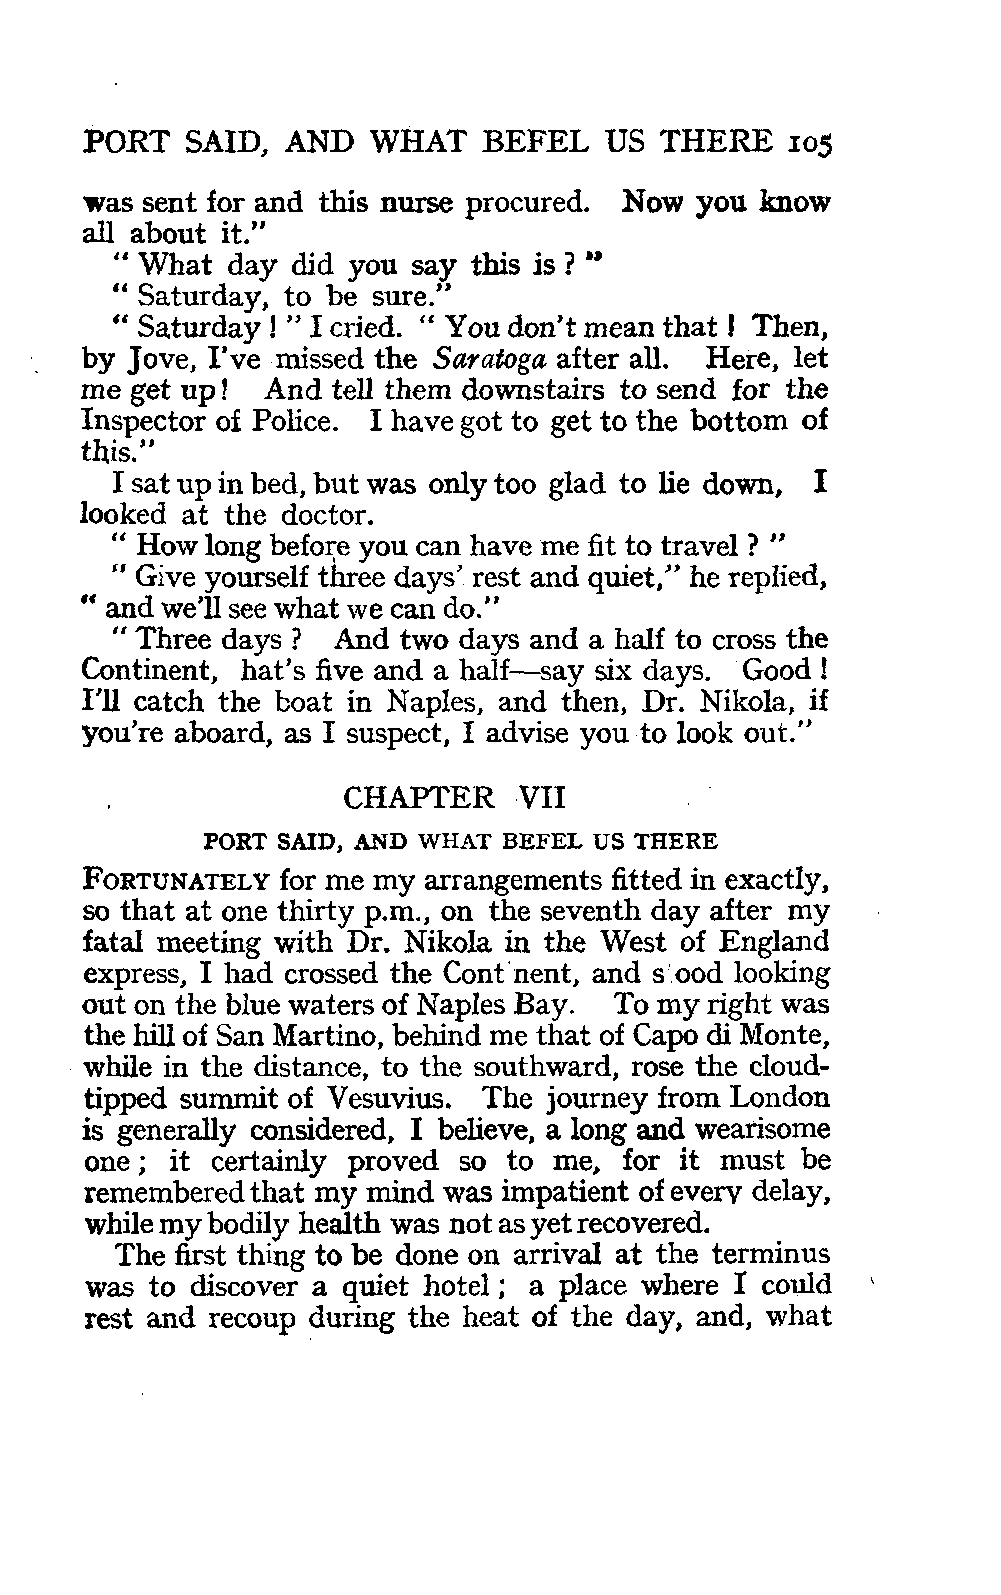 PORT SAID, AND WHAT BEFEL US THERE 105
was sent for and this nurse procured. Now you know
all about it."
" What day did you say this is ? "
" Saturday, to be sure."
" Saturday ! " I cried. " You don't mean that ! Then,
by Jove, I've missed the Saratoga after all. Here, let
me get up! And tell them downstairs to send for the
Inspector of Police. I have got to get to the bottom of
this."
I sat up in bed, but was only too glad to lie down, I
looked at the doctor.
" How long before you can have me fit to travel ? "
" Give yourself three days' rest and quiet," he replied,
" and we'll see what we can do."
" Three days ? And two days and a half to cross the
Continent, hat's five and a half—say six days. Good !
I'll catch the boat in Naples, and then, Dr. Nikola, if
you're aboard, as I suspect, I advise you to look out."
CHAPTER VII
PORT SAID, AND WHAT BEFEL US THERE
FORTUNATELY for me my arrangements fitted in exactly,
so that at one thirty p.m., on the seventh day after my
fatal meeting with Dr. Nikola in the West of England
express, I had crossed the Cont nent, and s ood looking
out on the blue waters of Naples Bay. To my right was
the hill of San Martino, behind me that of Capo di Monte,
while in the distance, to the southward, rose the cloud-
tipped summit of Vesuvius. The journey from London
is generally considered, I believe, a long and wearisome
one ; it certainly proved so to me, for it must be
remembered that my mind was impatient of every delay,
while my bodily health was not as yet recovered.
The first thing to be done on arrival at the terminus
was to discover a quiet hotel ; a place where I could
rest and recoup during the heat of the day, and, what